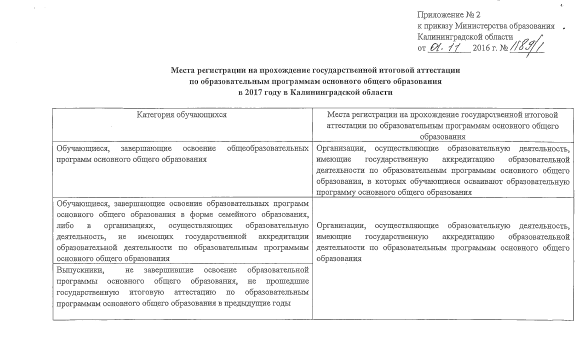 Приложение № 2
к приказу Министерства образования
Калининградской области
от 01.11 2016 г. № 1189/1
Места регистрации на прохождение государственной итоговой аттестации
по образовательным программам основного общего образования
в 2017 году в Калининградской области
Категория обучающихся
Места регистрации на прохождение государственной итоговой
аттестации по образовательным программам основного общего
образования
Обучающиеся, завершающие освоение общеобразовательных
программ основного общего образования
Организации, осуществляющие образовательную деятельность,
имеющие государственную аккредитацию образовательной
деятельности по образовательным программам основного общего
образования, в которых обучающиеся осваивают образовательную
программу основного общего образования
Обучающиеся, завершающие освоение образовательных программ
основного общего образования в форме семейного образования,
либо в организациях, осуществляющих образовательную
деятельность, не имеющих государственной аккредитации
образовательной деятельности по образовательным программам
основного общего образования
Организации, осуществляющие образовательную деятельность,
имеющие государственную аккредитацию образовательной
деятельности по образовательным программам основного общего
образования
Выпускники, не завершившие освоение образовательной
программы основного общего образования, не прошедшие
государственную итоговую аттестацию по образовательным
программам основного общего образования в предыдущие годы